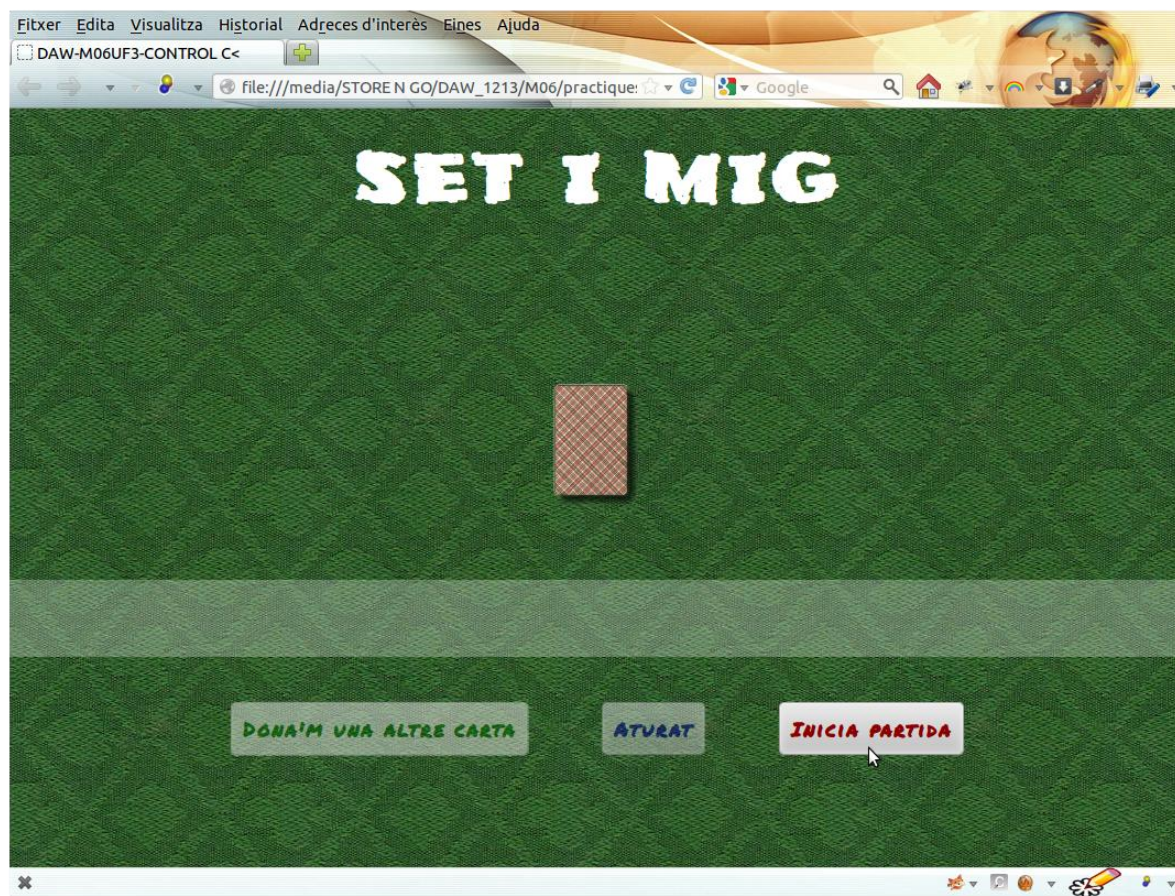 Fitxer Edita Visualitza Historial Adreces d'interès Eines Ajuda
DAW-M06UF3-CONTROL C<
file:///media/STORE N GO/DAW_1213/M06/practique:
Google
SET I MIG
DONA'M UNA ALTRE CARTA
ATURAT
INICIA PARTIDA